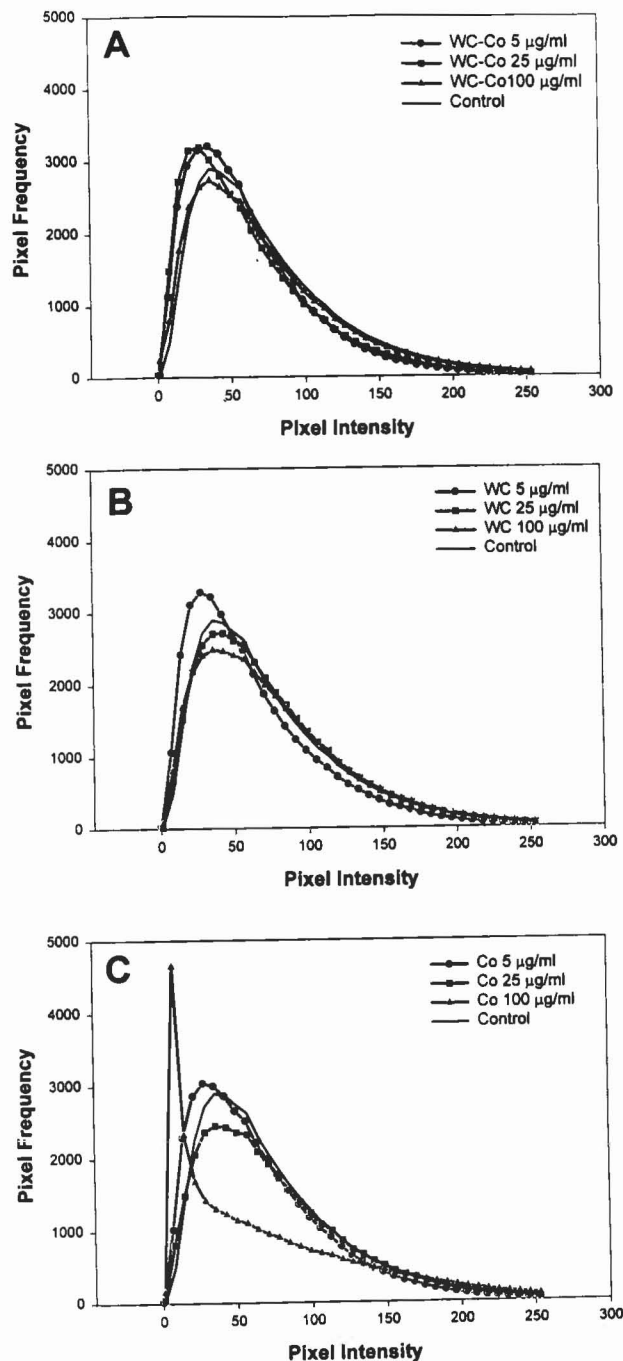 A
WC-Co 5 µg/ml
WC-Co 25 µg/ml
WC-Co100 µg/ml
Control
5000
4000
3000
2000
1000
0
Pixel Frequency
0 50 100 150 200 250 300
Pixel Intensity
B
WC 5 µg/ml
WC 25 µg/ml
WC 100 µg/ml
Control
5000
4000
3000
2000
1000
0
Pixel Frequency
0 50 100 150 200 250 300
Pixel Intensity
C
Co 5 µg/ml
Co 25 µg/ml
Co 100 µg/ml
Control
5000
4000
3000
2000
1000
0
Pixel Frequency
0 50 100 150 200 250 300
Pixel Intensity